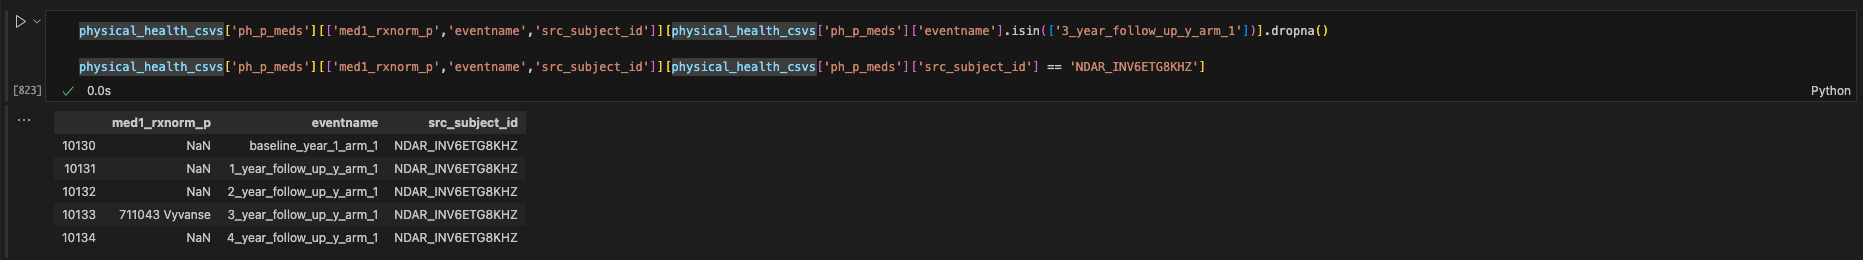 physical_health_csvs['ph_p_meds'][['med1_rxnorm_p','eventname','src_subject_id']][physical_health_csvs['ph_p_meds']['eventname'].isin(['3_year_follow_up_y_arm_1'])].dropna()
physical_health_csvs['ph_p_meds'][['med1_rxnorm_p','eventname','src_subject_id']][physical_health_csvs['ph_p_meds']['src_subject_id'] == 'NDAR_INV6ETG8KHZ']
[823] 0.0s Python
med1_rxnorm_p eventname src_subject_id
10130 NaN baseline_year_1_arm_1 NDAR_INV6ETG8KHZ
10131 NaN 1_year_follow_up_y_arm_1 NDAR_INV6ETG8KHZ
10132 NaN 2_year_follow_up_y_arm_1 NDAR_INV6ETG8KHZ
10133 711043 Vyvanse 3_year_follow_up_y_arm_1 NDAR_INV6ETG8KHZ
10134 NaN 4_year_follow_up_y_arm_1 NDAR_INV6ETG8KHZ